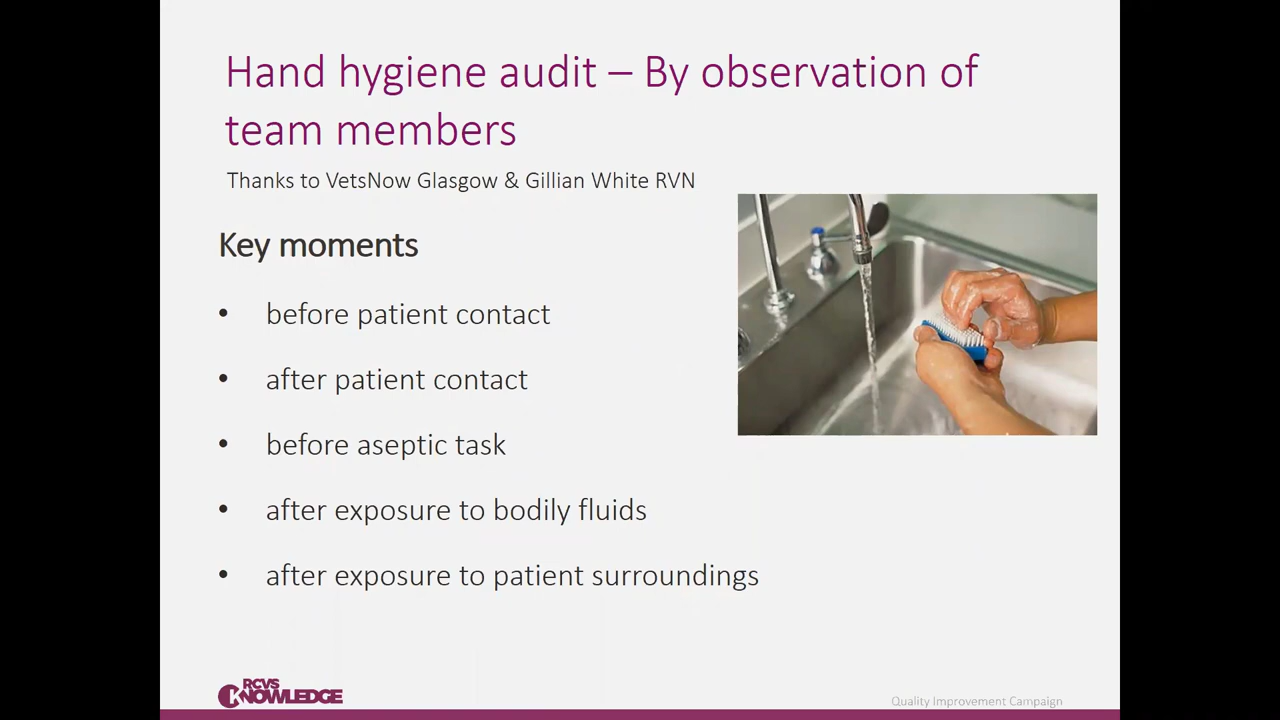 Hand hygiene audit – By observation of
team members
Thanks to VetsNow Glasgow & Gillian White RVN
Key moments
• before patient contact
• after patient contact
• before aseptic task
• after exposure to bodily fluids
• after exposure to patient surroundings
RCVS
KNOWLEDGE
Quality Improvement Campaign